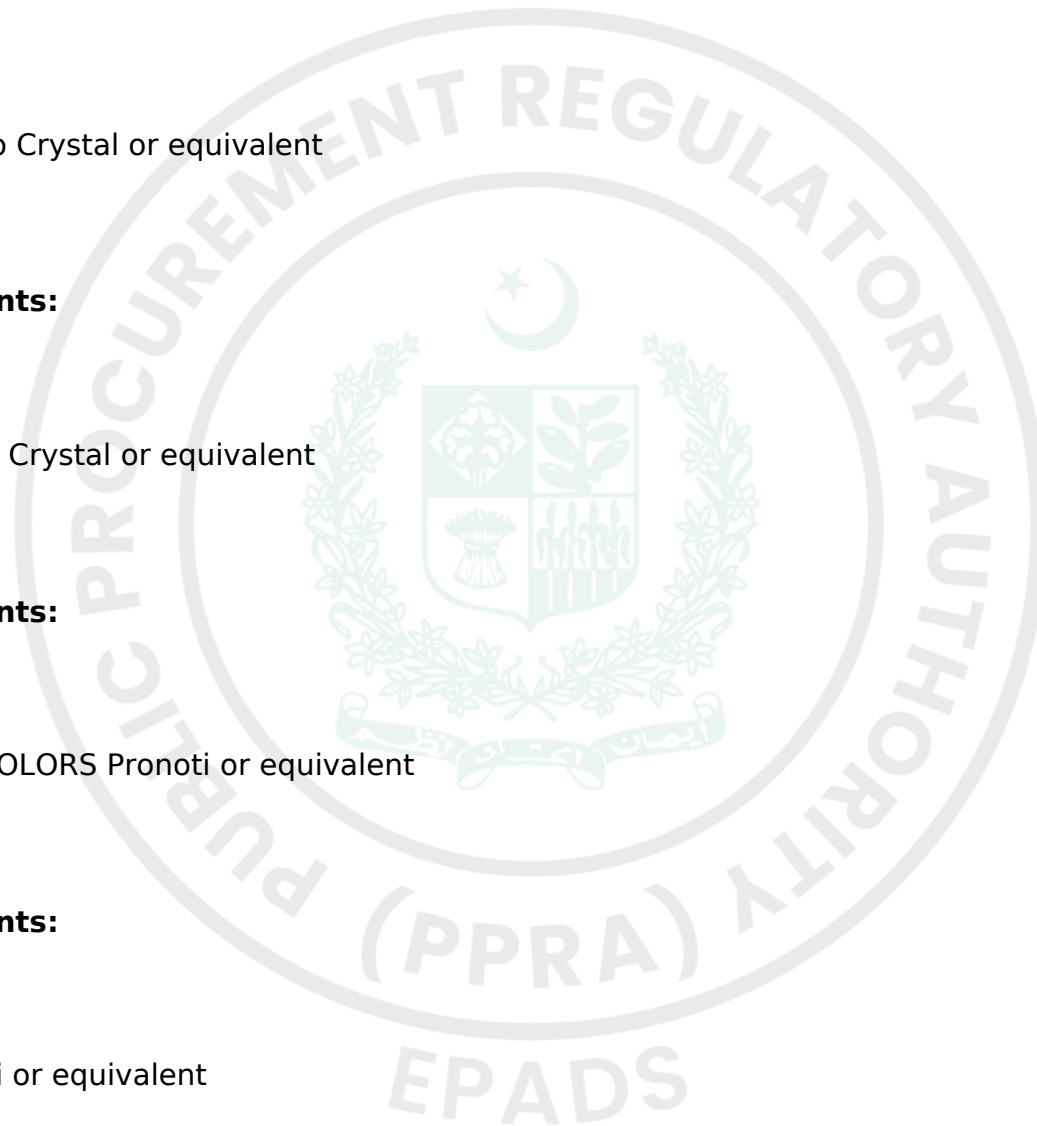 PUBLIC PROCUREMENT REGULATORY AUTHORITY
o Crystal or equivalent
nts:
Crystal or equivalent
nts:
OLORS Pronoti or equivalent
nts:
(PPRA)
i or equivalent
EPADS